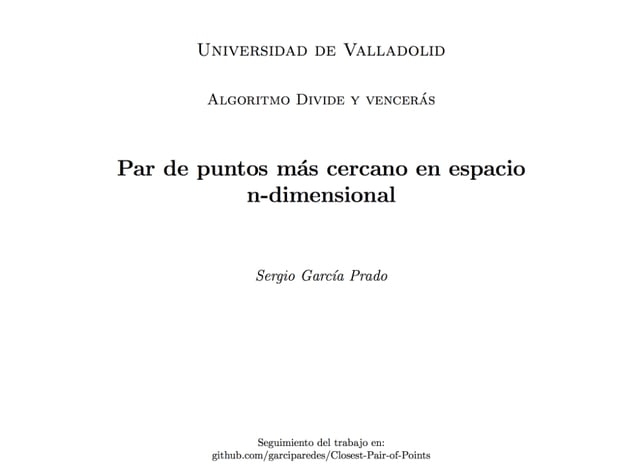 Universidad de Valladolid
Algoritmo Divide y vencerás
Par de puntos más cercano en espacio
n-dimensional
Sergio García Prado
Seguimiento del trabajo en:
github.com/garciparedes/Closest-Pair-of-Points